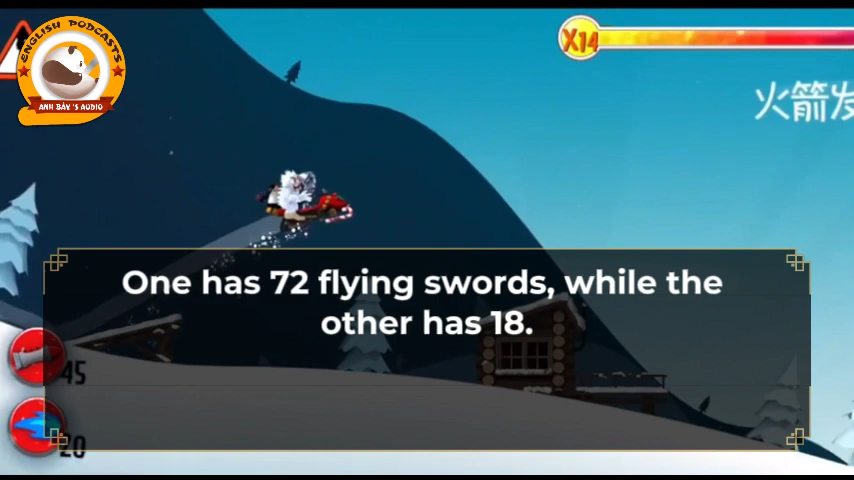 ENGLISH PODCASTS
ANH BẢY 'S AUDIO
X14
火箭发
One has 72 flying swords, while the
other has 18.
45
20